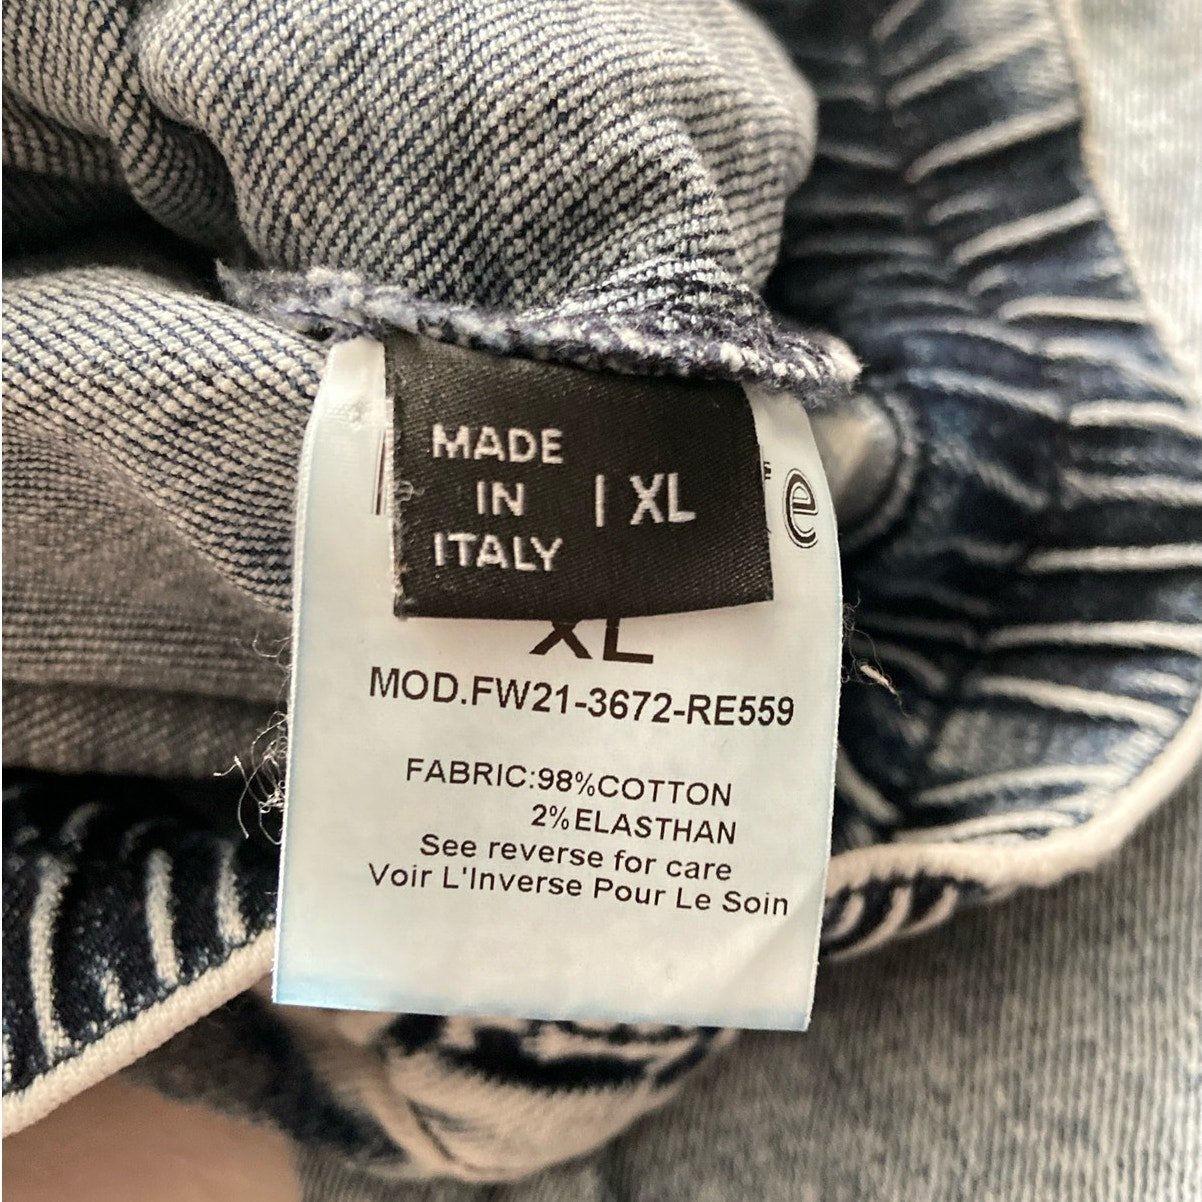 MADE
IN
ITALY
| XL
e
XL
MOD.FW21-3672-RE559
FABRIC:98%COTTON
2%ELASTHAN
See reverse for care
Voir L'Inverse Pour Le Soin